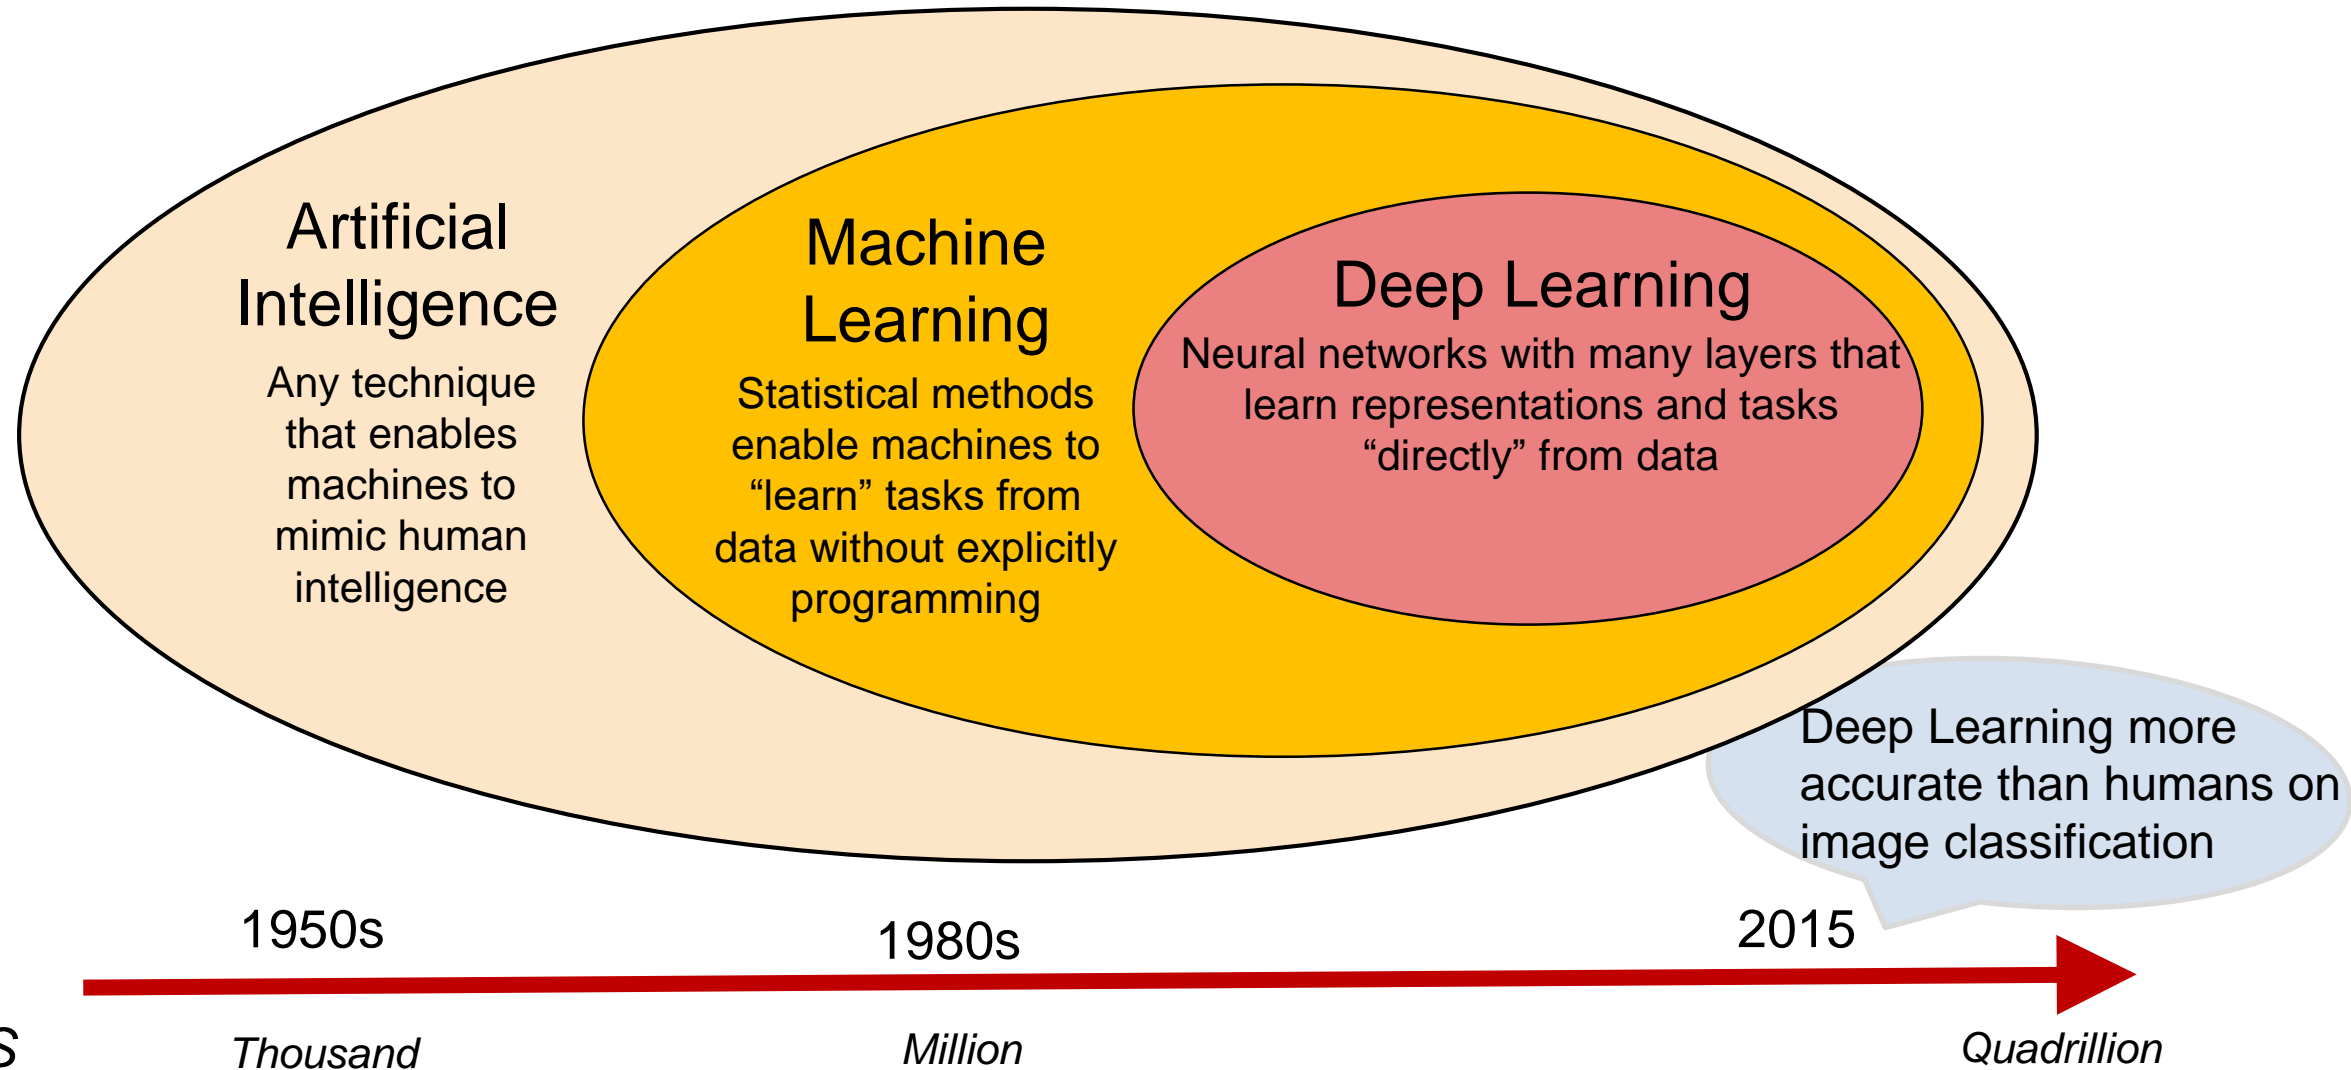 Artificial
Intelligence
Any technique
that enables
machines to
mimic human
intelligence
Machine
Learning
Statistical methods
enable machines to
“learn” tasks from
data without explicitly
programming
Deep Learning
Neural networks with many layers that
learn representations and tasks
“directly” from data
Deep Learning more
accurate than humans on
image classification
1950s
1980s
2015
Thousand
Million
Quadrillion